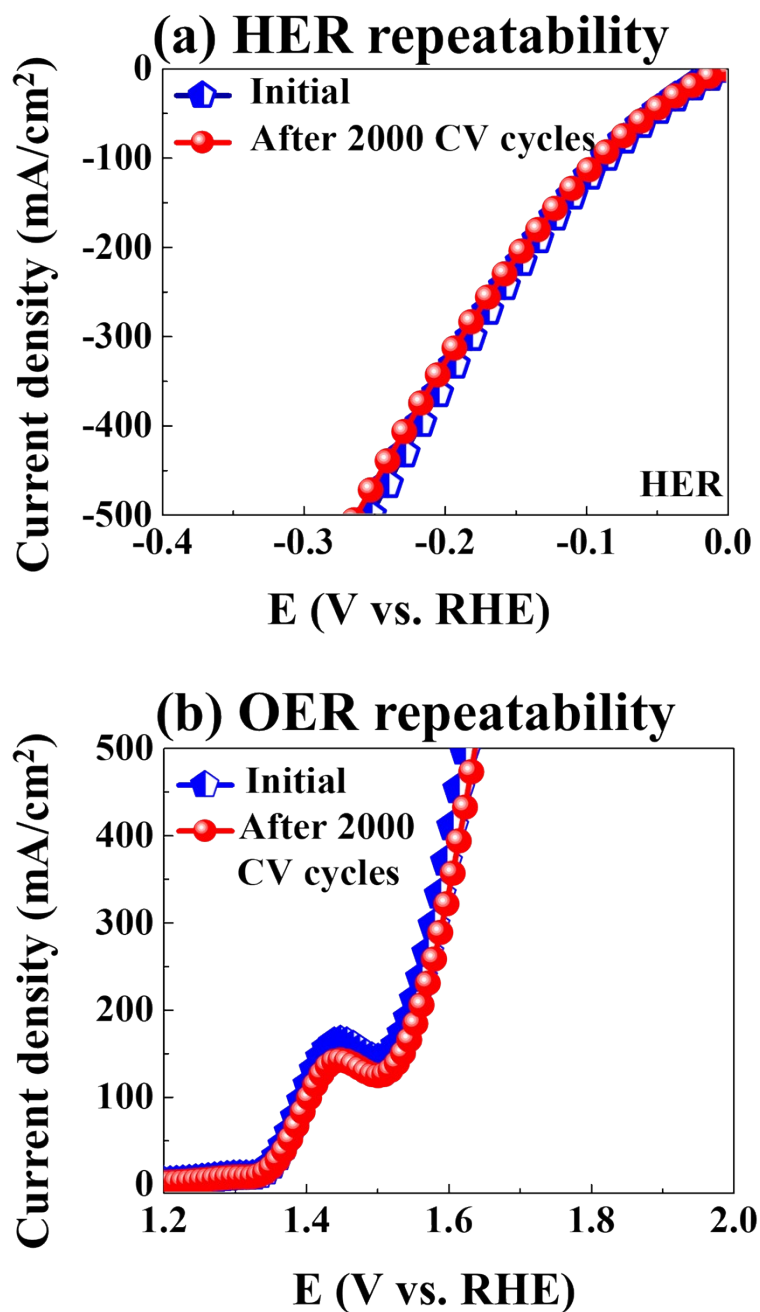 (a) HER repeatability
0
Initial
After 2000 CV cycles
-100
-200
-300
-400
-500
Current density (mA/cm²)
HER
-0.4
-0.3
-0.2
-0.1
0.0
E (V vs. RHE)
(b) OER repeatability
500
Initial
After 2000
CV cycles
400
300
200
100
0
Current density (mA/cm²)
1.2
1.4
1.6
1.8
2.0
E (V vs. RHE)